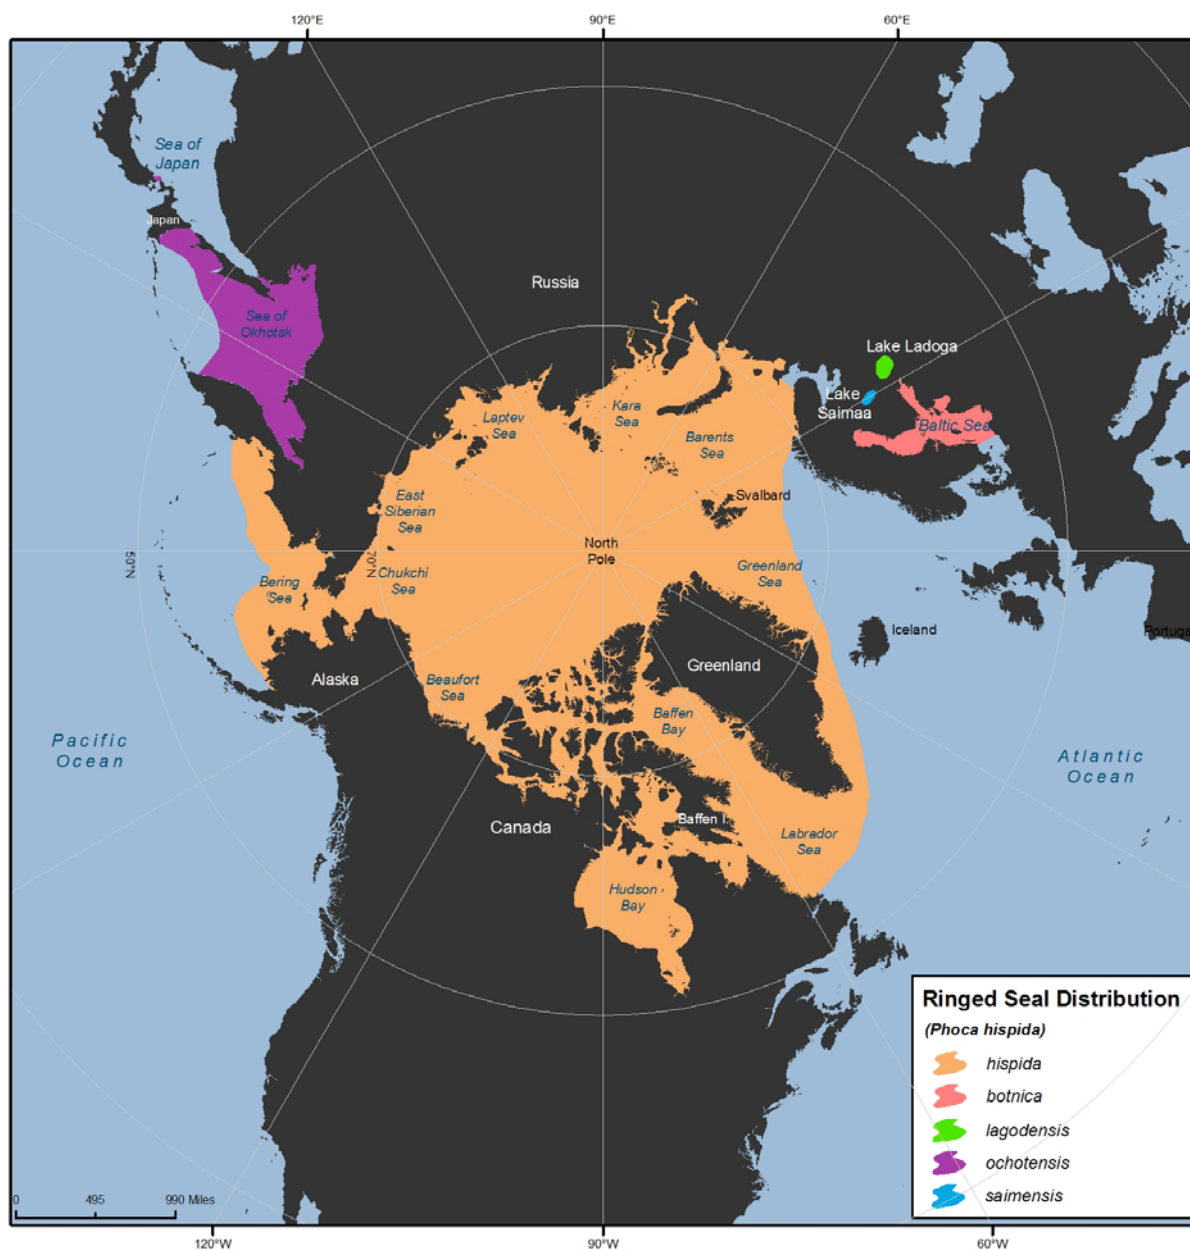 120°E
90°E
60°E
Sea of
Japan
Japan
Sea of
Okhotsk
Russia
Lake Ladoga
Lake
Saimaa
Baltic Sea
Laptev
Sea
Kara
Sea
Barents
Sea
Svalbard
East
Siberian
Sea
North
Pole
50°N
70°N
Chukchi
Sea
Bering
Sea
Greenland
Sea
Iceland
Portuga
Alaska
Greenland
Beaufort
Sea
Baffen
Bay
Pacific
Ocean
Atlantic
Ocean
Canada
Baffen I.
Labrador
Sea
Hudson
Bay
Ringed Seal Distribution
(Phoca hispida)
hispida
botnica
lagodensis
ochotensis
saimensis
0 495 990 Miles
120°W
90°W
60°W